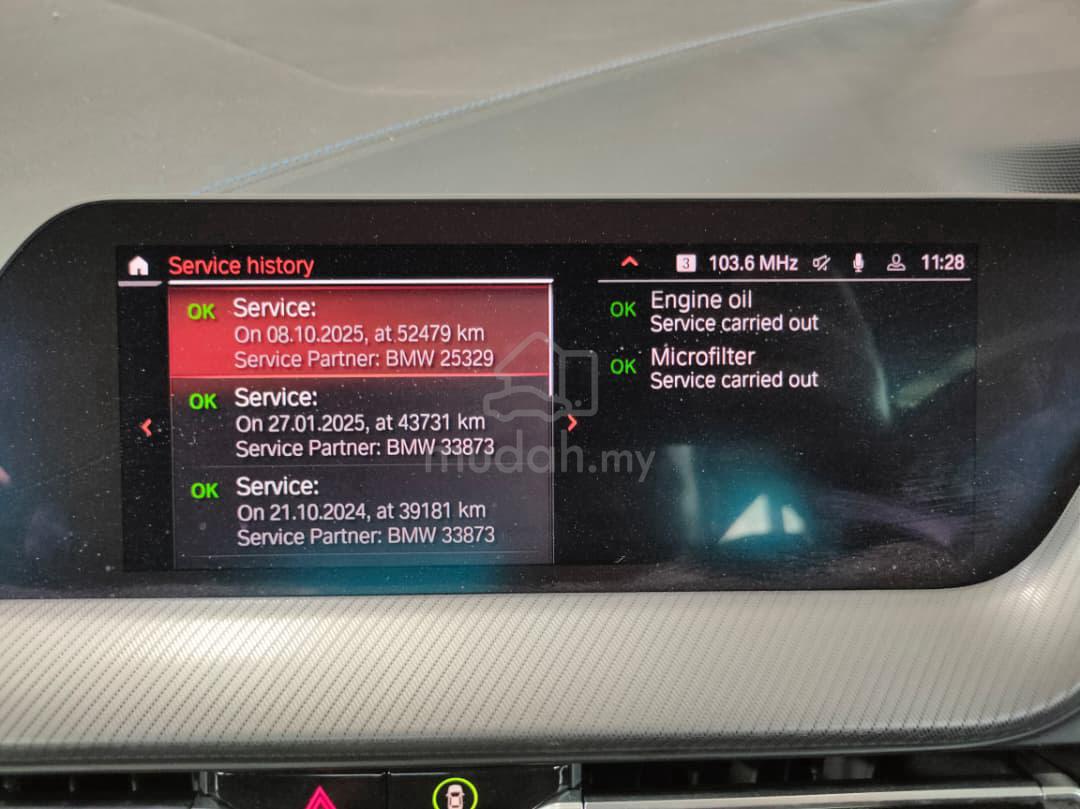 Service history
3 103.6 MHz 11:28
OK Service:
On 08.10.2025, at 52479 km
Service Partner: BMW 25329
OK Service:
On 27.01.2025, at 43731 km
Service Partner: BMW 33873
OK Service:
On 21.10.2024, at 39181 km
Service Partner: BMW 33873
OK Engine oil
Service carried out
OK Microfilter
Service carried out
mudah.my